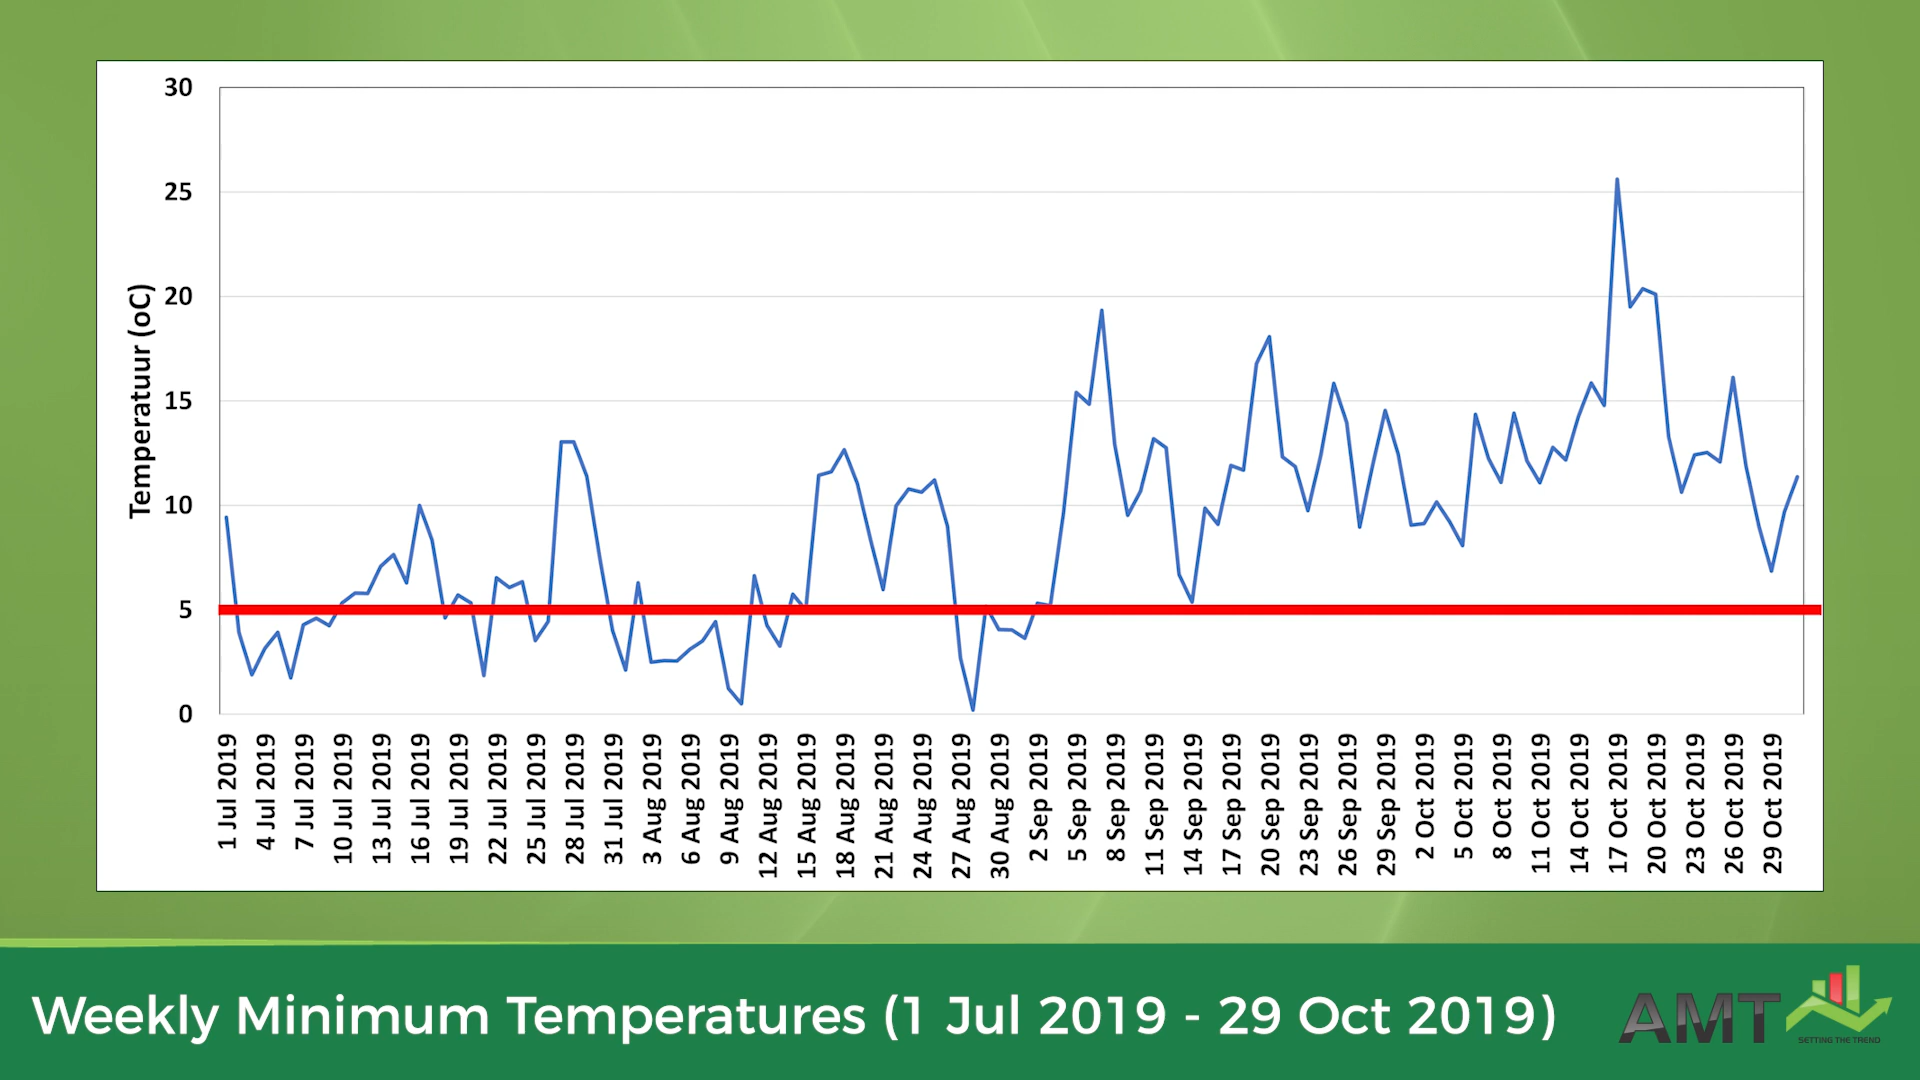 30
25
20
15
10
5
0
Temperatuur (oC)
1 Jul 2019
4 Jul 2019
7 Jul 2019
10 Jul 2019
13 Jul 2019
16 Jul 2019
19 Jul 2019
22 Jul 2019
25 Jul 2019
28 Jul 2019
31 Jul 2019
3 Aug 2019
6 Aug 2019
9 Aug 2019
12 Aug 2019
15 Aug 2019
18 Aug 2019
21 Aug 2019
24 Aug 2019
27 Aug 2019
30 Aug 2019
2 Sep 2019
5 Sep 2019
8 Sep 2019
11 Sep 2019
14 Sep 2019
17 Sep 2019
20 Sep 2019
23 Sep 2019
26 Sep 2019
29 Sep 2019
2 Oct 2019
5 Oct 2019
8 Oct 2019
11 Oct 2019
14 Oct 2019
17 Oct 2019
20 Oct 2019
23 Oct 2019
26 Oct 2019
29 Oct 2019
Weekly Minimum Temperatures (1 Jul 2019 - 29 Oct 2019)
AMT
SETTING THE TREND